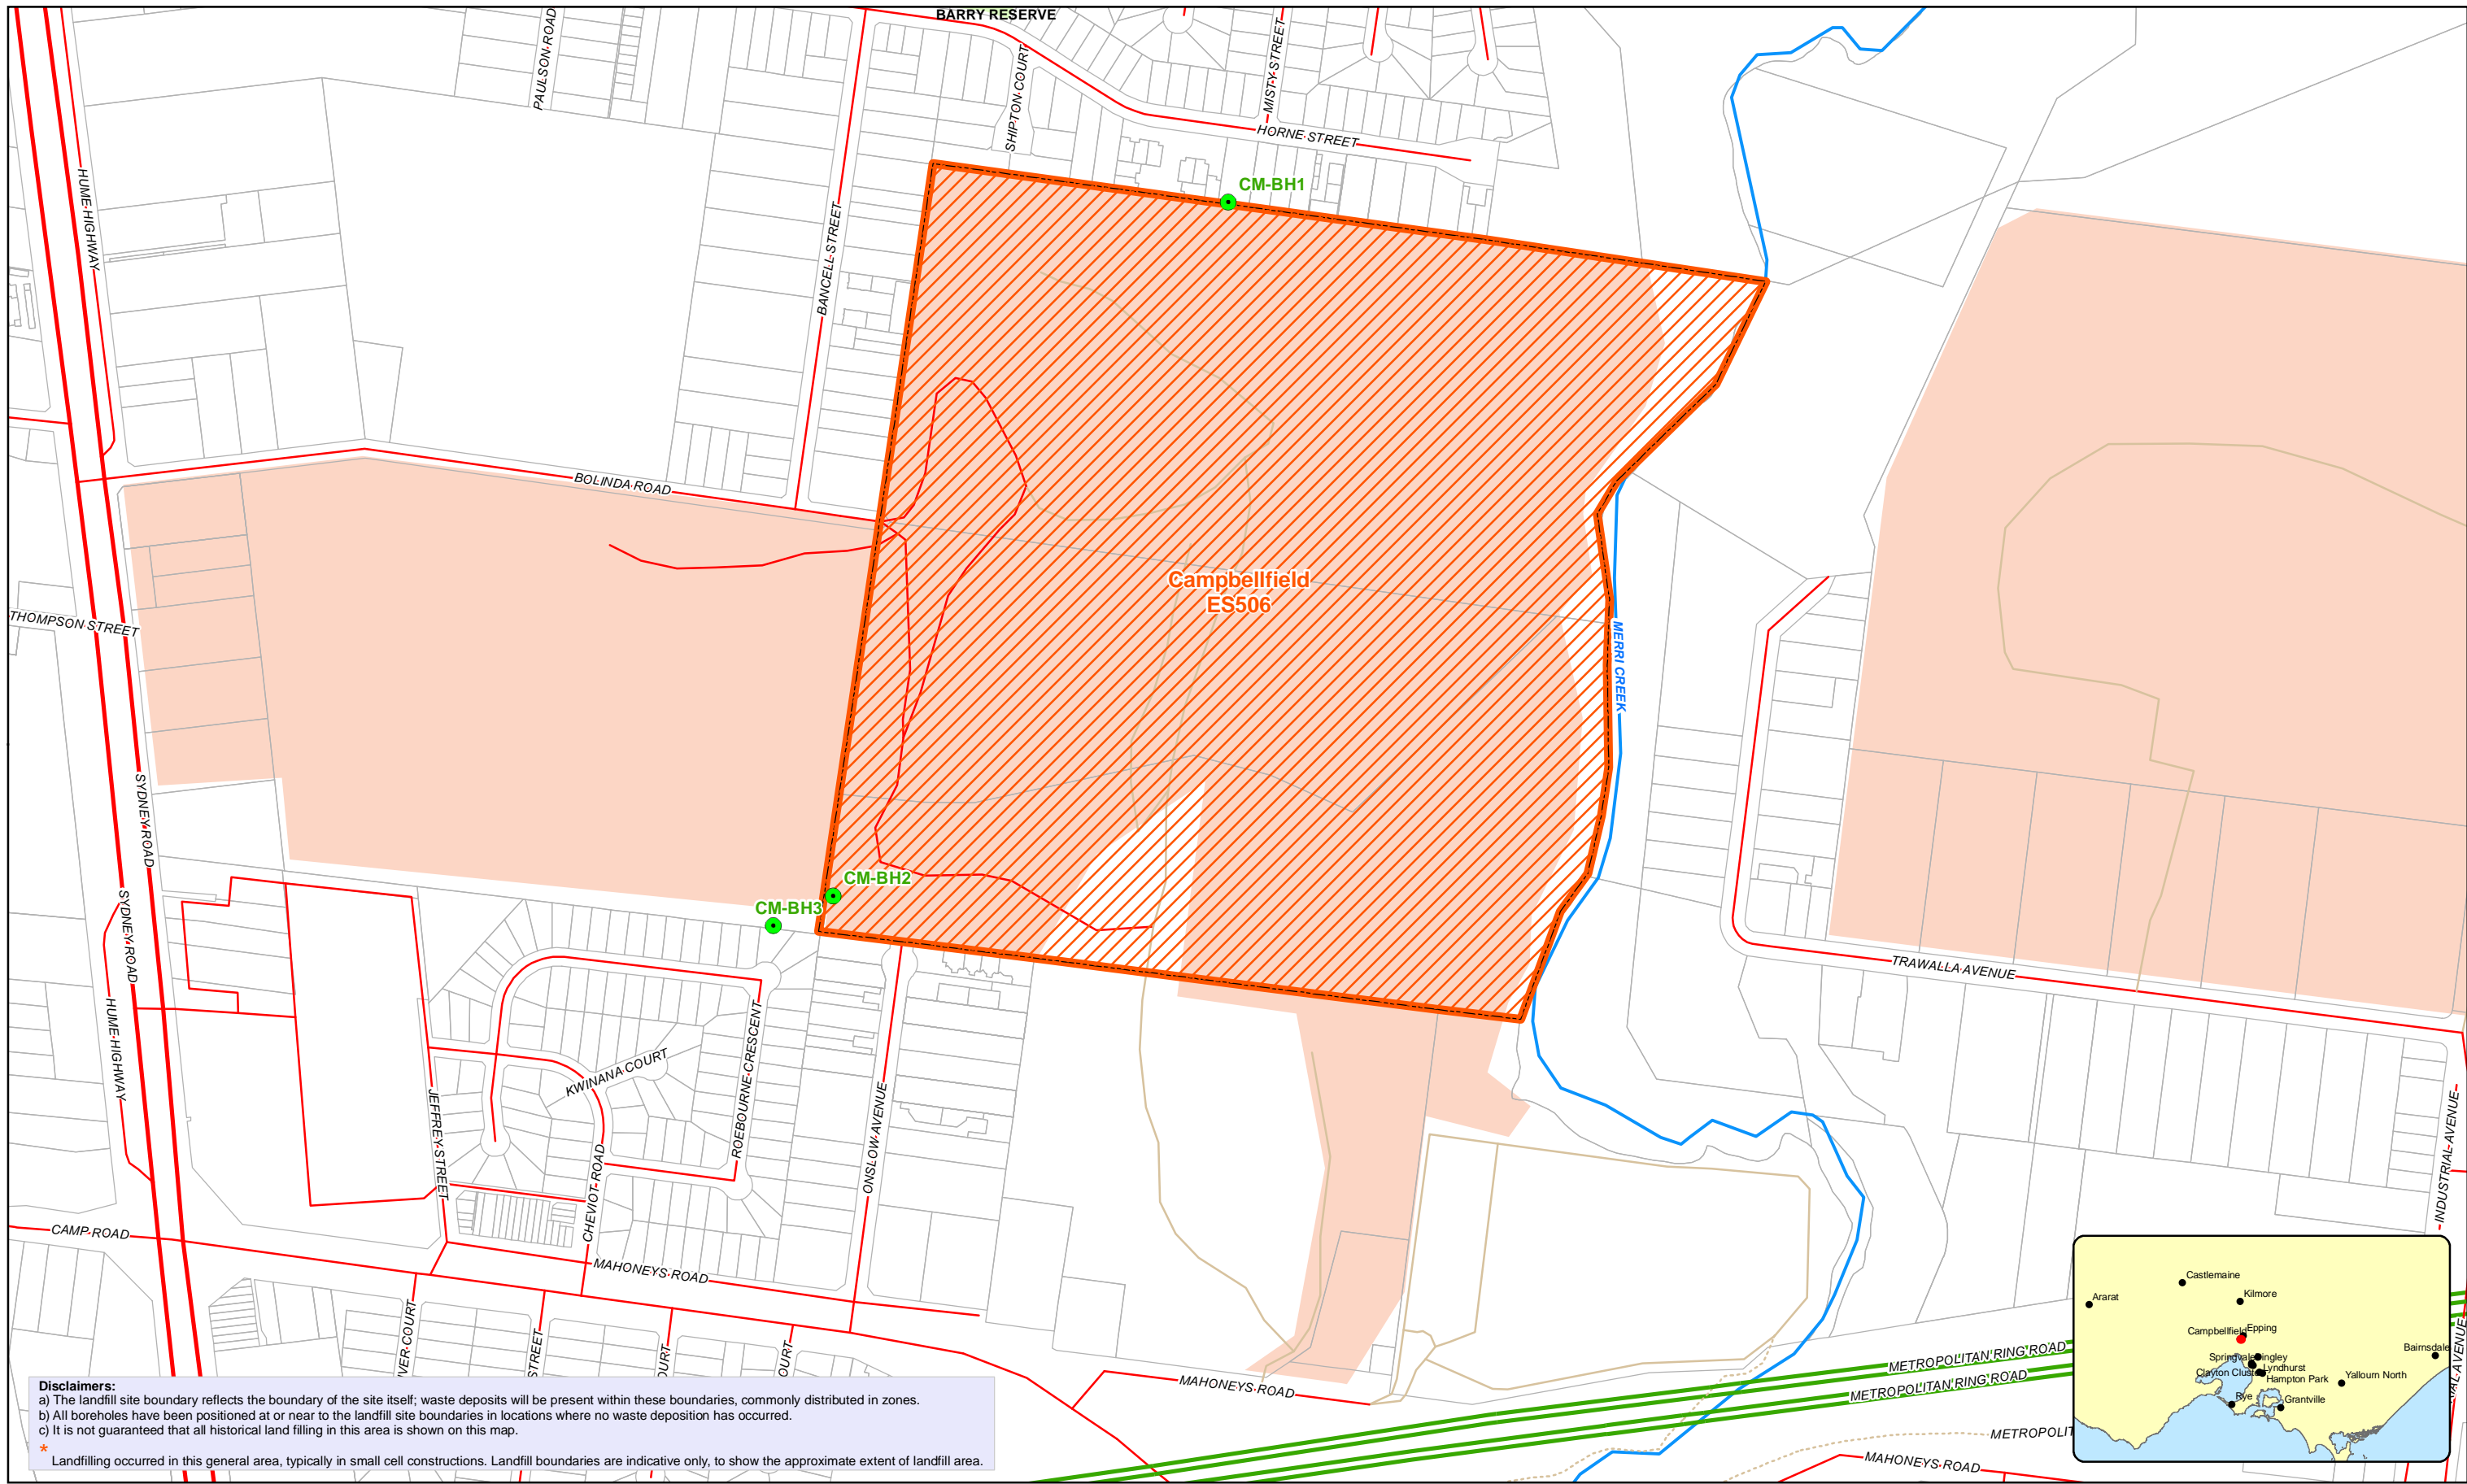 BARRY RESERVE
PAULSON ROAD
SHIPTON COURT
MISTY STREET
HORNE STREET
HUME HIGHWAY
CM-BH1
BANCELL STREET
BOLINDA ROAD
Campbellfield
ES506
THOMPSON STREET
MERRI CREEK
SYDNEY ROAD
CM-BH2
CM-BH3
SYDNEY ROAD
TRAWALLA AVENUE
HUME HIGHWAY
KWINANA COURT
ROEBOURNE CRESCENT
JEFFREY STREET
ONSLOW AVENUE
CHEVIOT ROAD
INDUSTRIAL AVENUE
CAMP ROAD
MAHONEYS ROAD
Castlemaine
Ararat
Kilmore
Epping
Campbellfield
Bairnsdale
Lyndhurst
Hampton Park
Yallourn North
Rye
Grantville
METROPOLITAN RING ROAD
METROPOLITAN RING ROAD
MAHONEYS ROAD
COURT
STREET
COURT
METROPOLIT
MAHONEYS ROAD
AVENUE
Disclaimers:
a) The landfill site boundary reflects the boundary of the site itself; waste deposits will be present within these boundaries, commonly distributed in zones.
b) All boreholes have been positioned at or near to the landfill site boundaries in locations where no waste deposition has occurred.
c) It is not guaranteed that all historical land filling in this area is shown on this map.
*
Landfilling occurred in this general area, typically in small cell constructions. Landfill boundaries are indicative only, to show the approximate extent of landfill area.